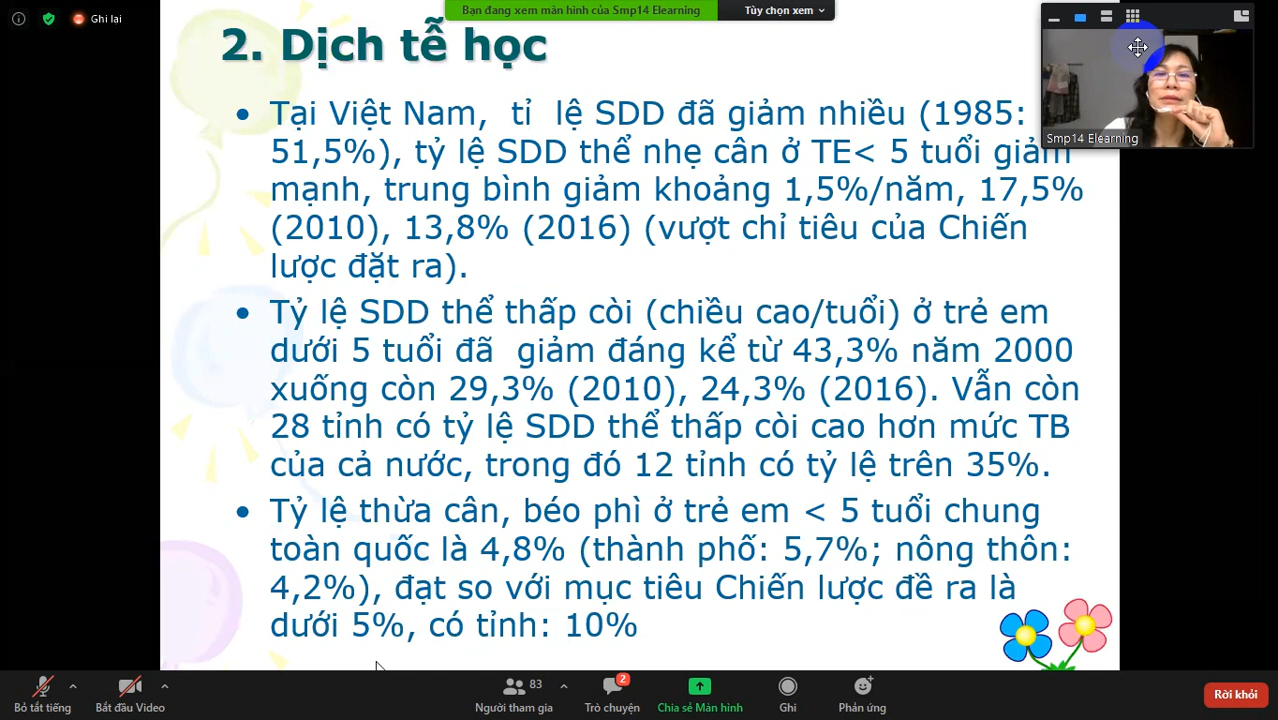 Ghi lại
Bạn đang xem màn hình của Smp14 Elearning
Tùy chọn xem
2. Dịch tễ học
Smp14 Elearning
• Tại Việt Nam, tỉ lệ SDD đã giảm nhiều (1985:
51,5%), tỷ lệ SDD thể nhẹ cân ở TE< 5 tuổi giảm
mạnh, trung bình giảm khoảng 1,5%/năm, 17,5%
(2010), 13,8% (2016) (vượt chỉ tiêu của Chiến
lược đặt ra).
• Tỷ lệ SDD thể thấp còi (chiều cao/tuổi) ở trẻ em
dưới 5 tuổi đã giảm đáng kể từ 43,3% năm 2000
xuống còn 29,3% (2010), 24,3% (2016). Vẫn còn
28 tỉnh có tỷ lệ SDD thể thấp còi cao hơn mức TB
của cả nước, trong đó 12 tỉnh có tỷ lệ trên 35%.
• Tỷ lệ thừa cân, béo phì ở trẻ em < 5 tuổi chung
toàn quốc là 4,8% (thành phố: 5,7%; nông thôn:
4,2%), đạt so với mục tiêu Chiến lược đề ra là
dưới 5%, có tỉnh: 10%
83
2
Bỏ tắt tiếng
Bắt đầu Video
Người tham gia
Trò chuyện
Chia sẻ Màn hình
Ghi
Phản ứng
Rời khỏi